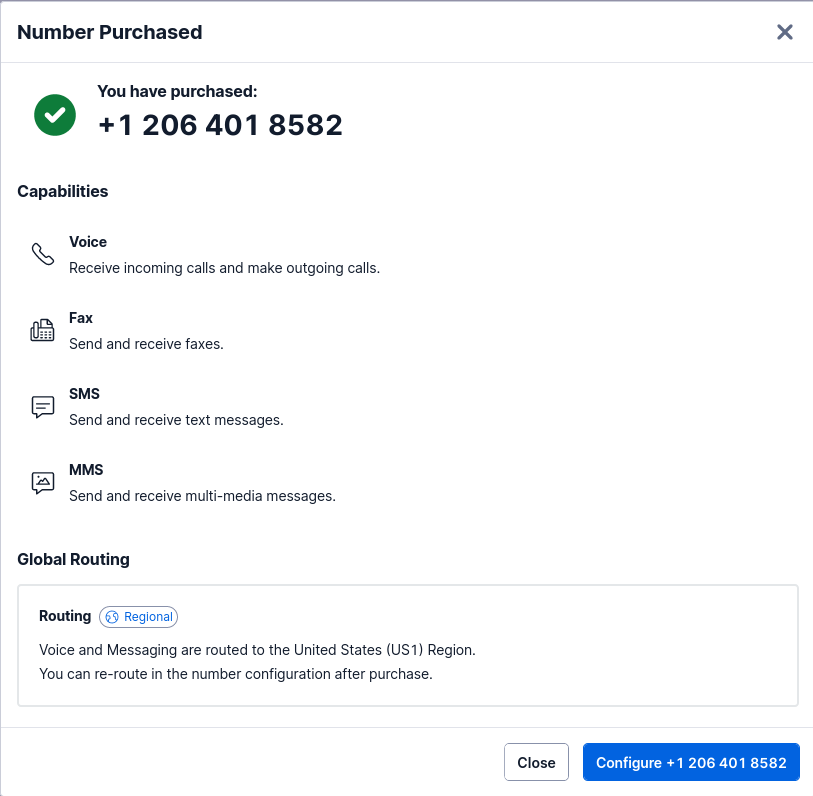 Number Purchased
You have purchased:
+1 206 401 8582
Capabilities
Voice
Receive incoming calls and make outgoing calls.
Fax
Send and receive faxes.
SMS
Send and receive text messages.
MMS
Send and receive multi-media messages.
Global Routing
Routing Regional
Voice and Messaging are routed to the United States (US1) Region.
You can re-route in the number configuration after purchase.
Close Configure +1 206 401 8582